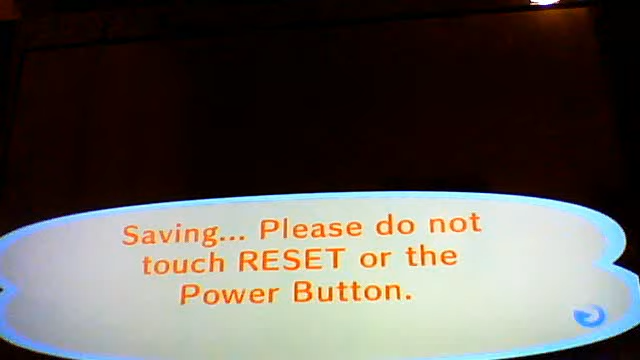 Saving... Please do not
touch RESET or the
Power Button.